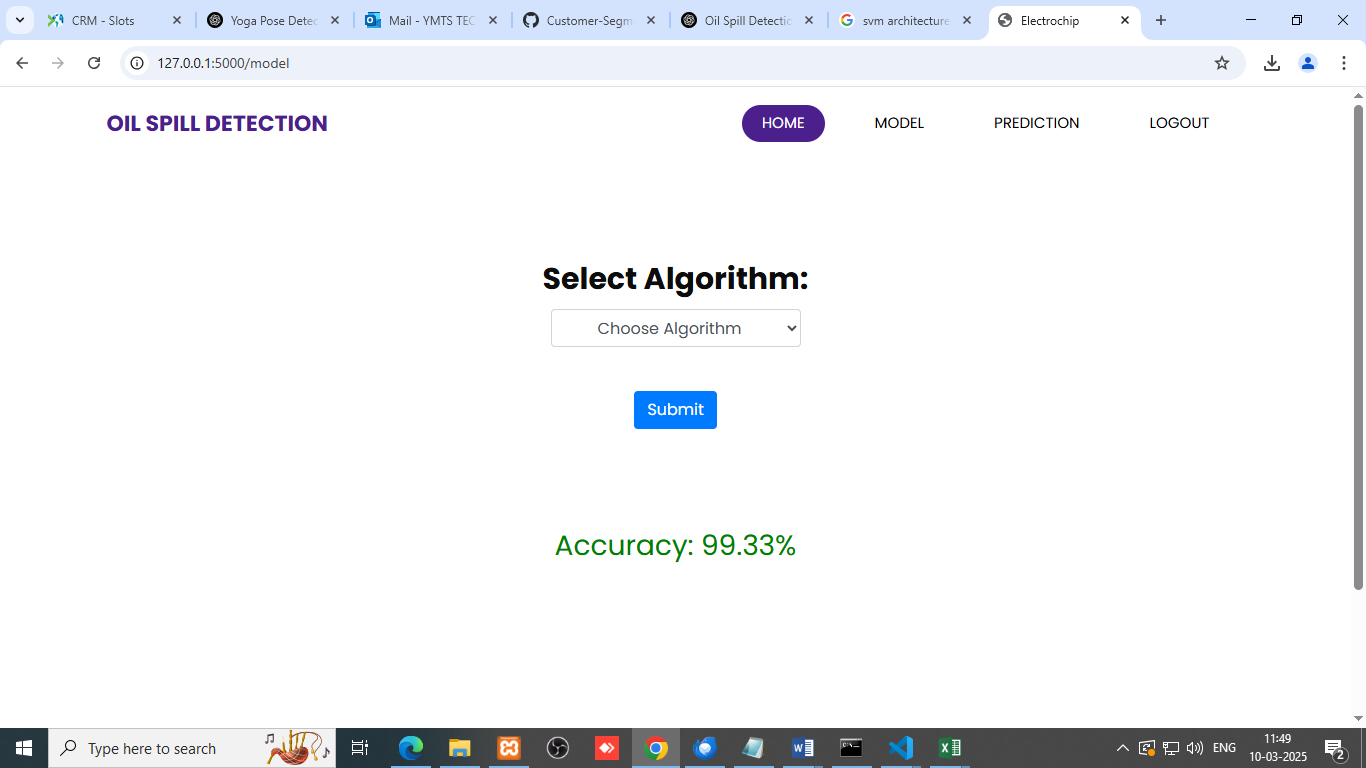 CRM - Slots
Yoga Pose Detec
Mail - YMTS TEC
Customer-Segm
Oil Spill Detectio
svm architecture
Electrochip
127.0.0.1:5000/model
OIL SPILL DETECTION
HOME
MODEL
PREDICTION
LOGOUT
Select Algorithm:
Choose Algorithm
Submit
Accuracy: 99.33%
Type here to search
ENG
11:49
10-03-2025
2